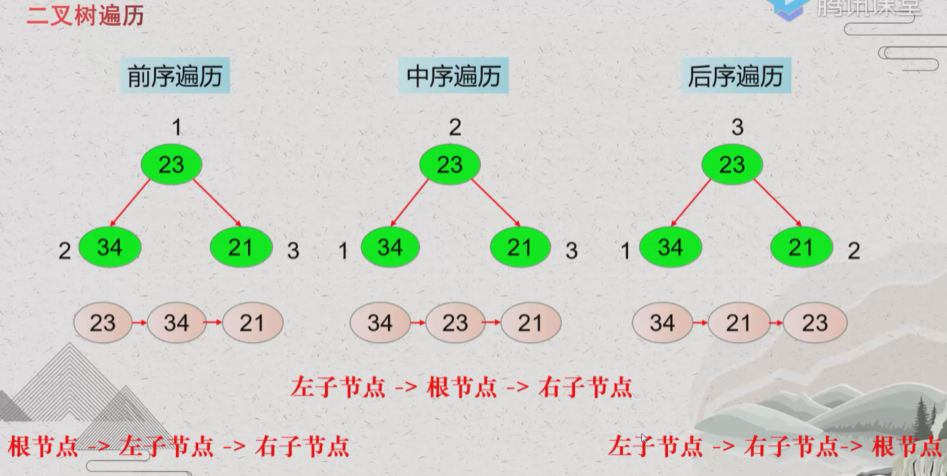 二叉树遍历
腾讯课堂
前序遍历 中序遍历 后序遍历
1 2 3
23 23 23
2 34 21 3 1 34 21 3 1 34 21 2
23 34 21 34 23 21 34 21 23
左子节点 -> 根节点 -> 右子节点
根节点 -> 左子节点 -> 右子节点 左子节点 -> 右子节点-> 根节点